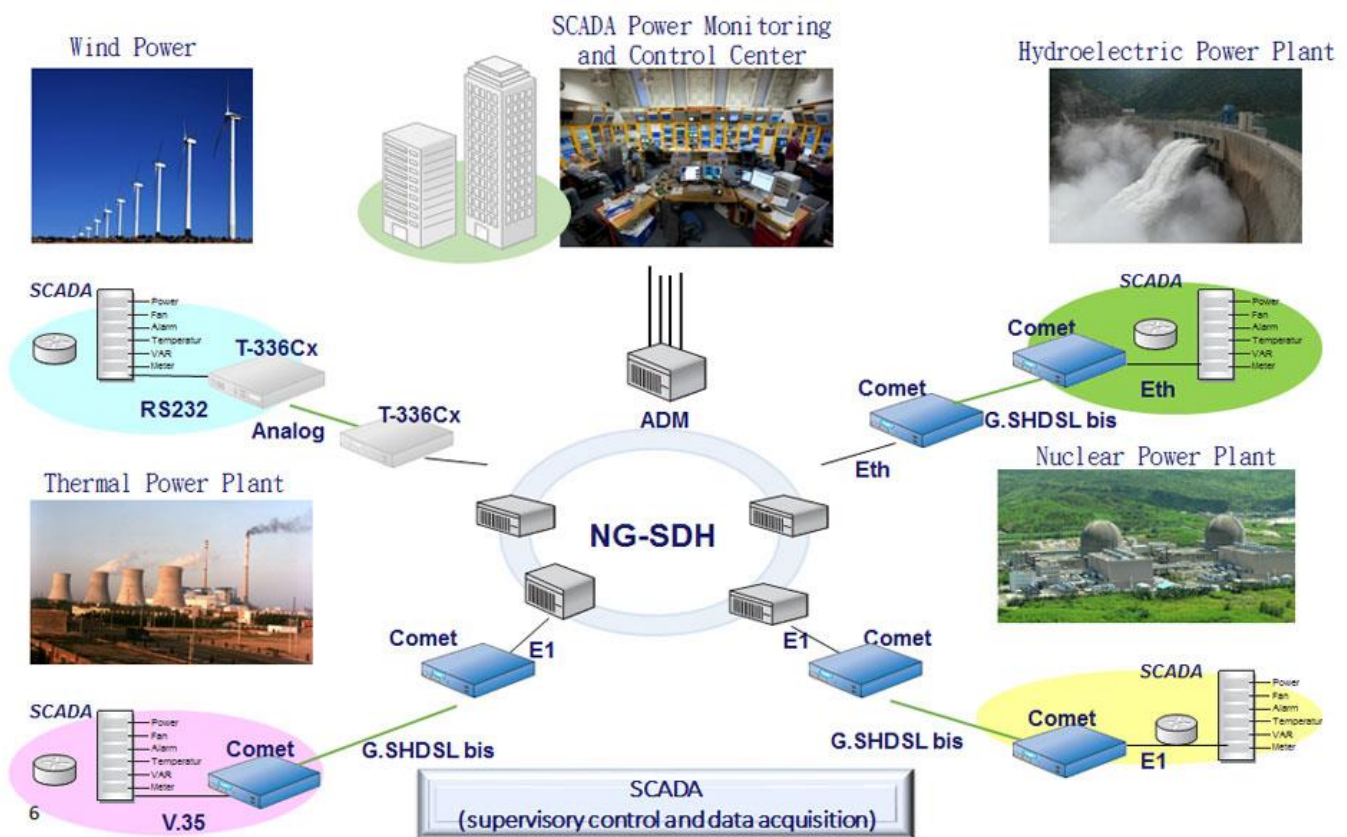 SCADA Power Monitoring
and Control Center
Wind Power
Hydroelectric Power Plant
SCADA
Power
Fan
Alarm
Temperatur
VAR
Meter
T-336Cx
RS232
Analog
T-336Cx
ADM
SCADA
Power
Fan
Alarm
Temperatur
VAR
Meter
Comet
Eth
Comet
G.SHDSL bis
Eth
Thermal Power Plant
Nuclear Power Plant
NG-SDH
Comet
E1
E1
Comet
SCADA
Power
Fan
Alarm
Temperatur
VAR
Meter
Comet
V.35
G.SHDSL bis
G.SHDSL bis
SCADA
Power
Fan
Alarm
Temperatur
VAR
Meter
Comet
E1
SCADA
(supervisory control and data acquisition)
6